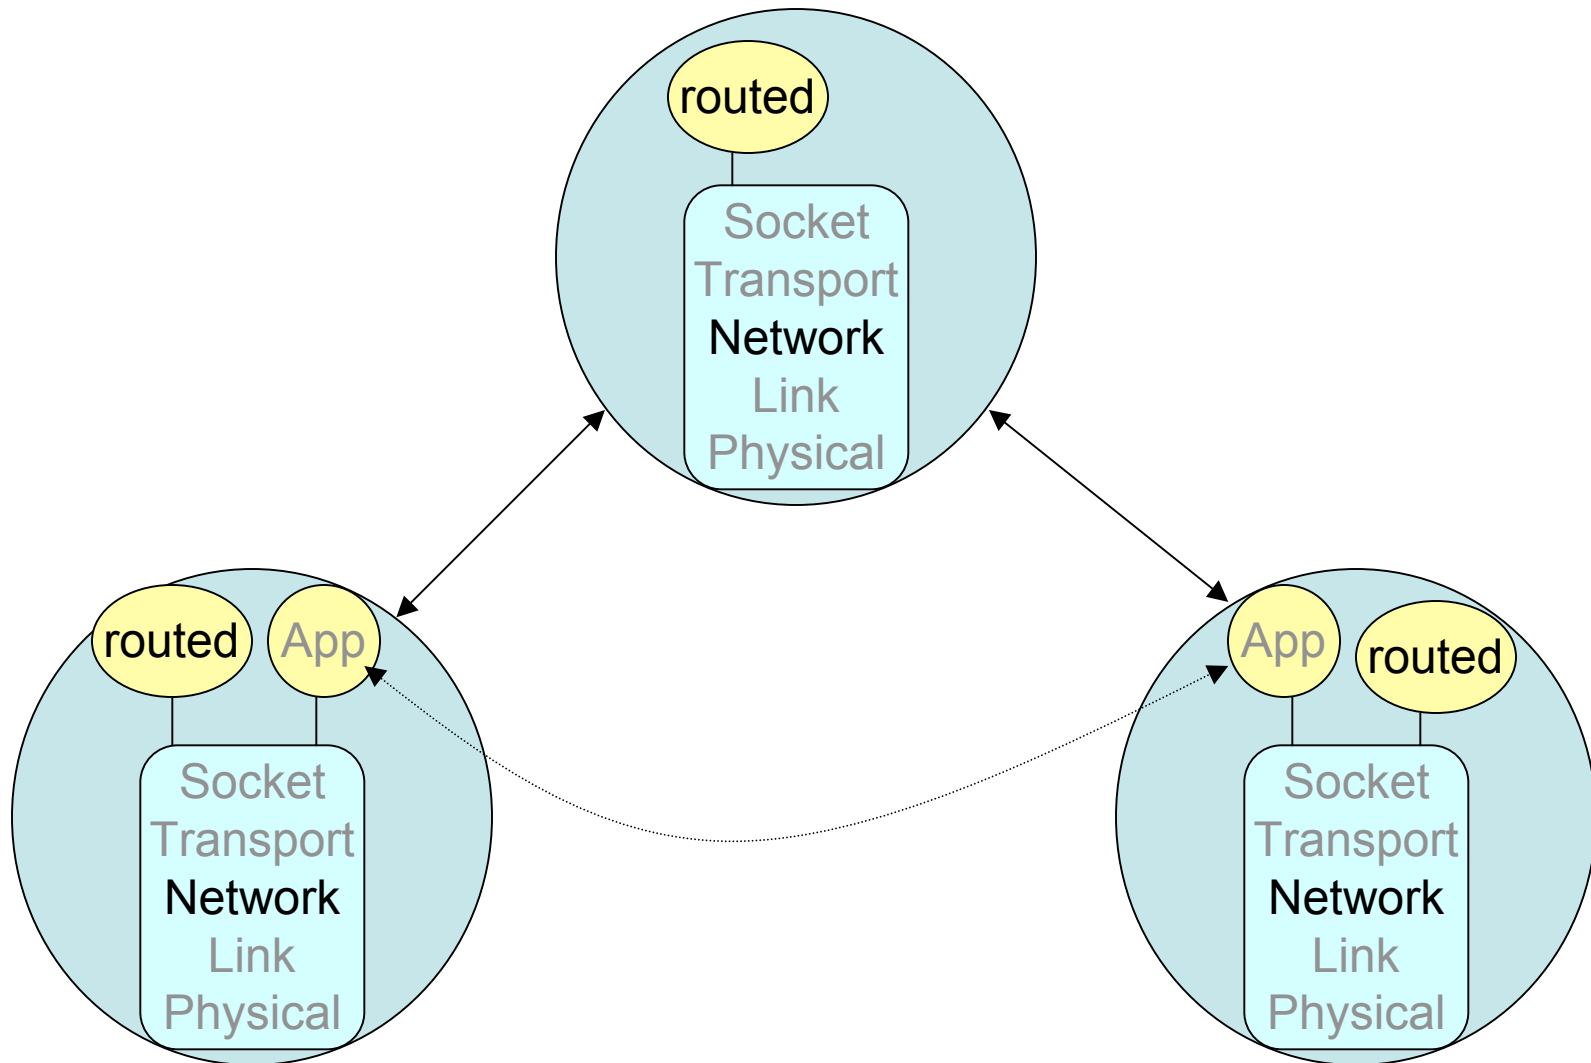 routed
Socket
Transport
Network
Link
Physical
routed
App
Socket
Transport
Network
Link
Physical
App
routed
Socket
Transport
Network
Link
Physical